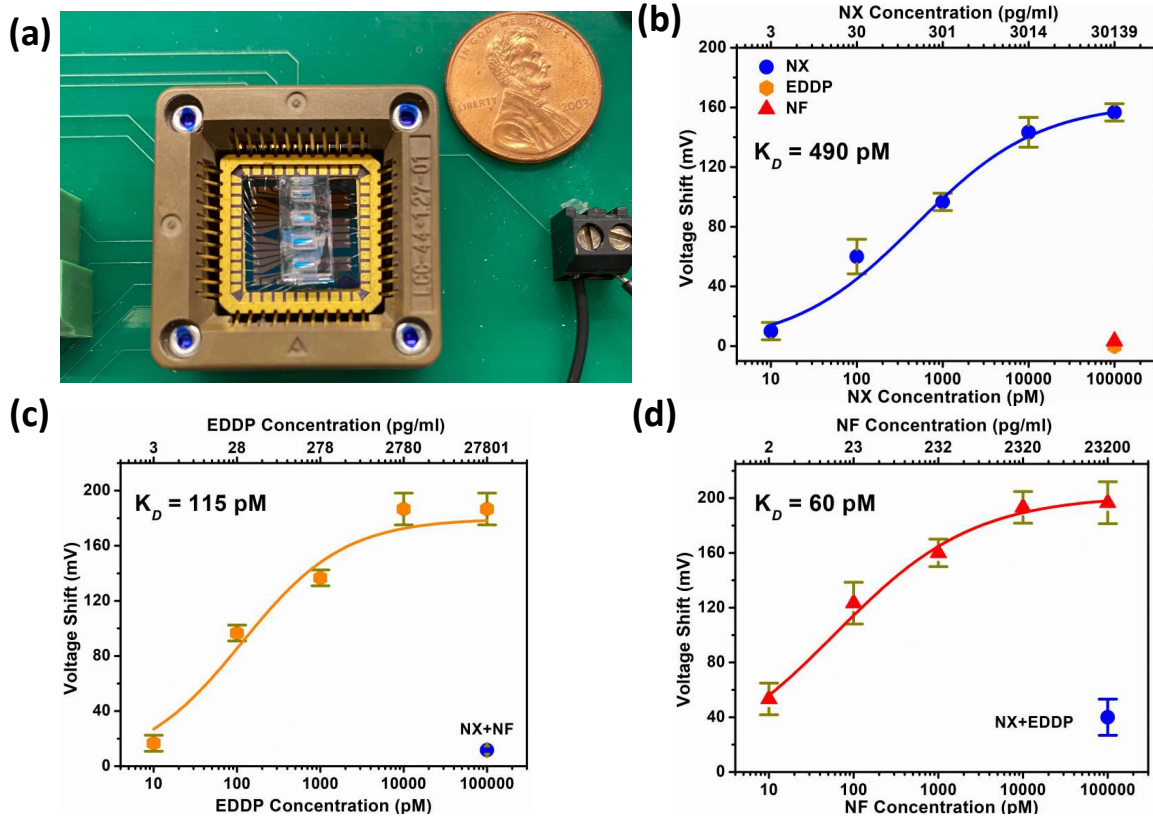 (a)
IN GOD WE TRUST
LIBERTY
2003
LCC-44-127-01
(b)
NX Concentration (pg/ml)
3 30 301 3014 30139
200
160
120
80
40
0
Voltage Shift (mV)
NX
EDDP
NF
K_D = 490 pM
10 100 1000 10000 100000
NX Concentration (pM)
(c)
EDDP Concentration (pg/ml)
3 28 278 2780 27801
200
160
120
80
40
0
Voltage Shift (mV)
K_D = 115 pM
NX+NF
10 100 1000 10000 100000
EDDP Concentration (pM)
(d)
NF Concentration (pg/ml)
2 23 232 2320 23200
200
160
120
80
40
0
Voltage Shift (mV)
K_D = 60 pM
NX+EDDP
10 100 1000 10000 100000
NF Concentration (pM)